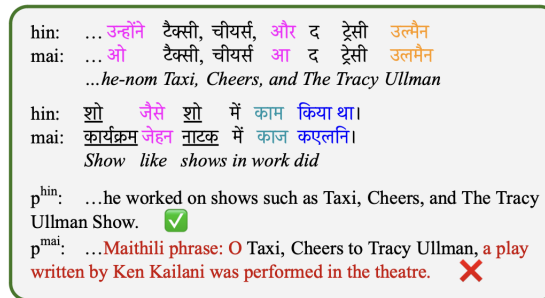 hin: ... उन्होंने टैक्सी, चीयर्स, और द ट्रेसी उल्मैन
mai: ... ओ टैक्सी, चीयर्स आ द ट्रेसी उलमैन
...he-nom Taxi, Cheers, and The Tracy Ullman
hin: शो जैसे शो में काम किया था।
mai: कार्यक्रम जेहन नाटक में काज कएलनि।
Show like shows in work did
phin: ...he worked on shows such as Taxi, Cheers, and The Tracy
Ullman Show. ✅
pmai: ...Maithili phrase: O Taxi, Cheers to Tracy Ullman, a play
written by Ken Kailani was performed in the theatre. ❌